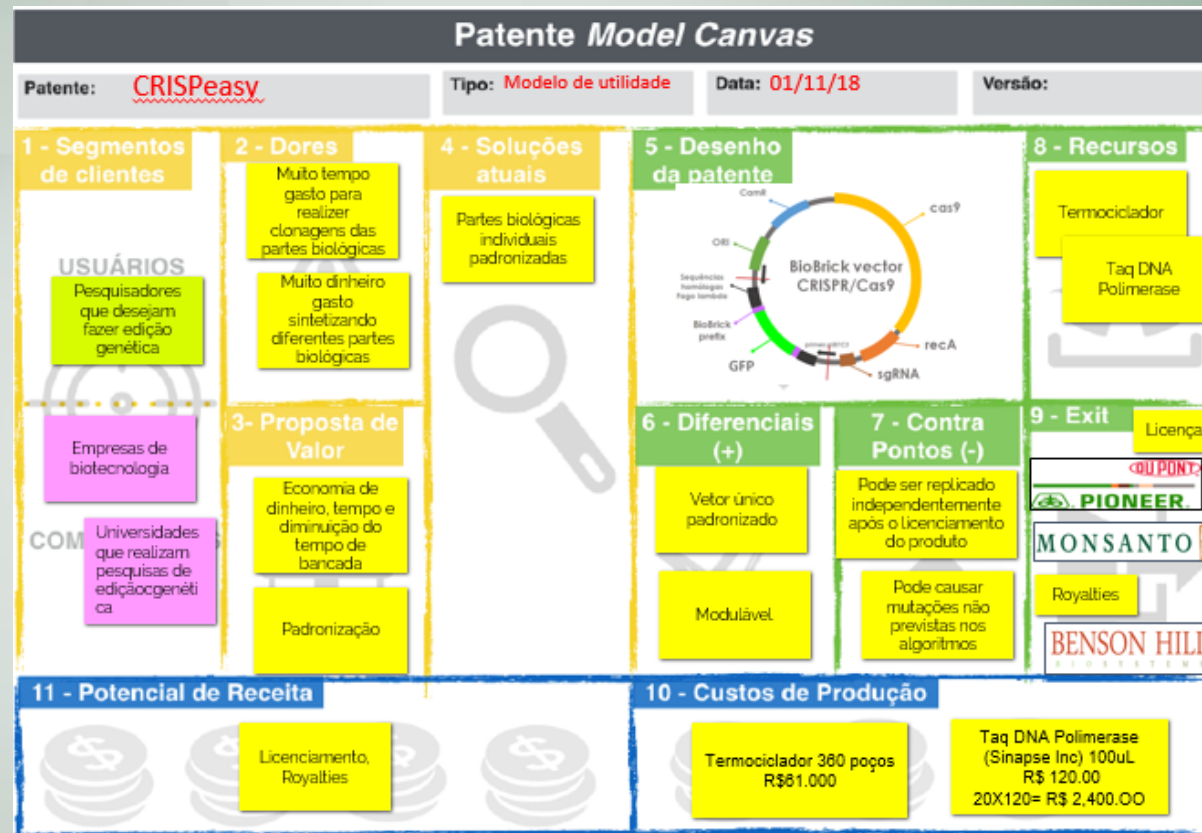 Patente Model Canvas
Patente: CRISPeasy
Tipo: Modelo de utilidade
Data: 01/11/18
Versão:
1 - Segmentos
de clientes
USUÁRIOS
Pesquisadores
que desejam
fazer edição
genética
Empresas de
biotecnologia
COM
Universidades
que realizam
pesquisas de
ediçãocgenéti
ca
2 - Dores
Muito tempo
gasto para
realizer
clonagens das
partes biológicas
Muito dinheiro
gasto
sintetizando
diferentes partes
biológicas
3- Proposta de
Valor
Economia de
dinheiro, tempo e
diminuição do
tempo de
bancada
Padronização
4 - Soluções
atuais
Partes biológicas
individuais
padronizadas
5 - Desenho
da patente
CamR
cas9
ORI
BioBrick vector
CRISPR/Cas9
Sequências
homólogas
Fago lambda
BioBrick
prefix
GFP
recA
sgRNA
6 - Diferenciais
(+)
Vetor único
padronizado
Modulável
7 - Contra
Pontos (-)
Pode ser replicado
independentemente
após o licenciamento
do produto
Pode causar
mutações não
previstas nos
algoritmos
8 - Recursos
Termociclador
Taq DNA
Polimerase
9 - Exit
Licença
DUPONT
PIONEER
MONSANTO
Royalties
BENSON HILL
BIOSYSTEM
11 - Potencial de Receita
Licenciamento,
Royalties
10 - Custos de Produção
Termociclador 360 poços
R$61.000
Taq DNA Polimerase
(Sinapse Inc) 100uL
R$ 120.00
20X120= R$ 2,400.OO